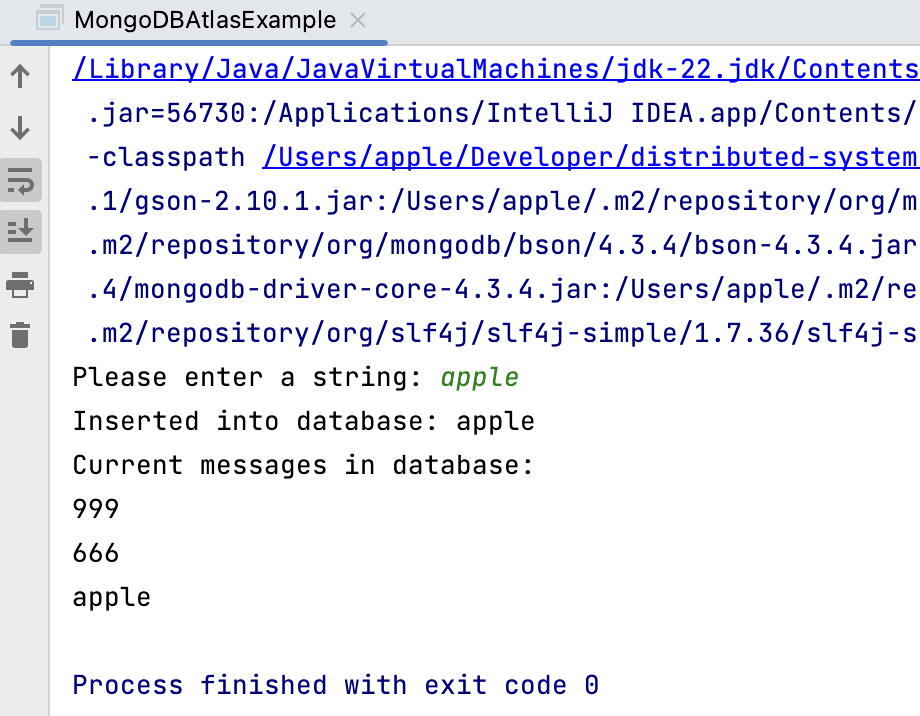 MongoDBAtlasExample
/Library/Java/JavaVirtualMachines/jdk-22.jdk/Contents
.jar=56730:/Applications/IntelliJ IDEA.app/Contents/
-classpath /Users/apple/Developer/distributed-system
.1/gson-2.10.1.jar:/Users/apple/.m2/repository/org/m
.m2/repository/org/mongodb/bson/4.3.4/bson-4.3.4.jar
.4/mongodb-driver-core-4.3.4.jar:/Users/apple/.m2/re
.m2/repository/org/slf4j/slf4j-simple/1.7.36/slf4j-s
Please enter a string: apple
Inserted into database: apple
Current messages in database:
999
666
apple
Process finished with exit code 0